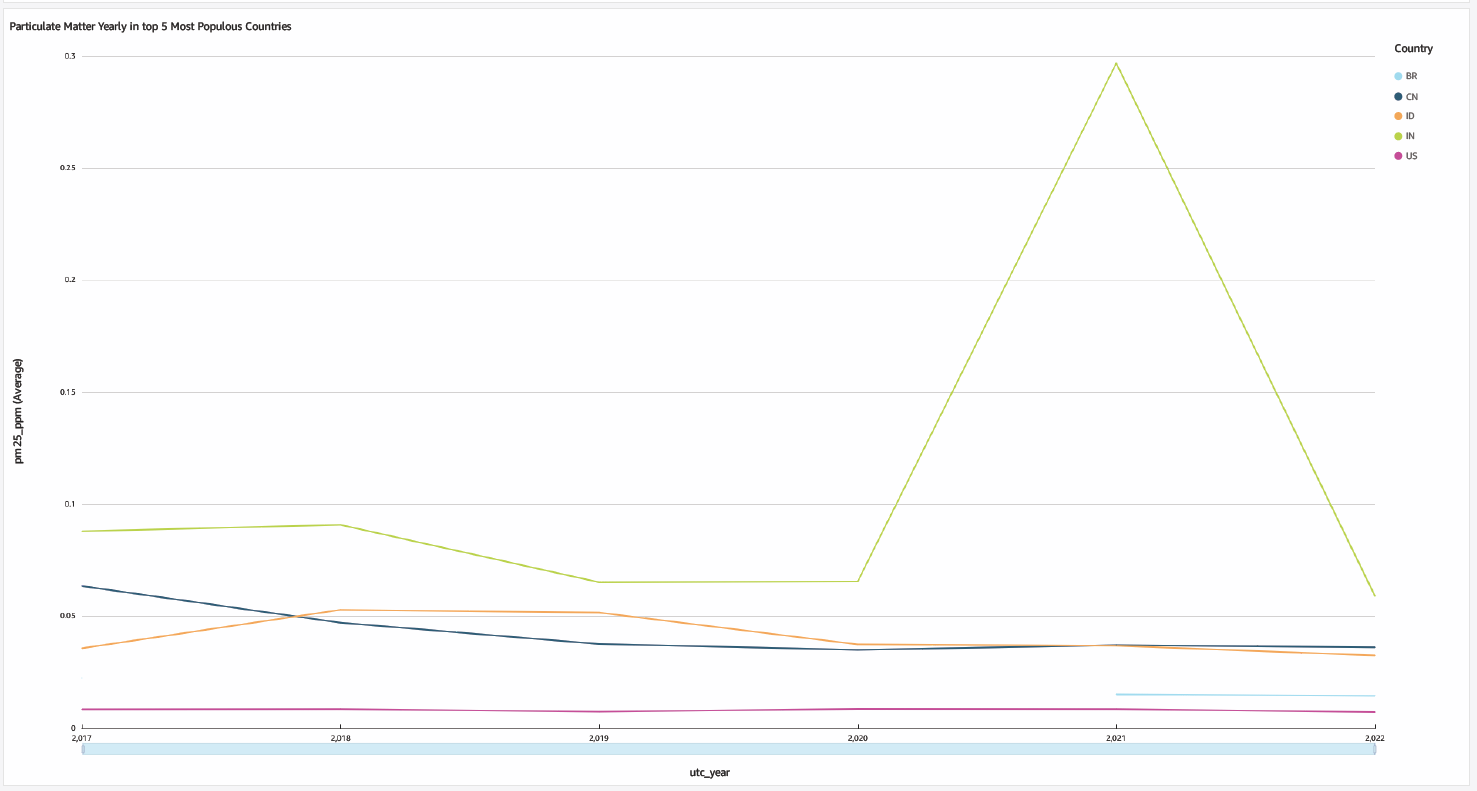 Particulate Matter Yearly in top 5 Most Populous Countries
Country
BR
CN
ID
IN
US
pm25_ppm (Average)
0.3
0.25
0.2
0.15
0.1
0.05
0
2,017 2,018 2,019 2,020 2,021 2,022
utc_year